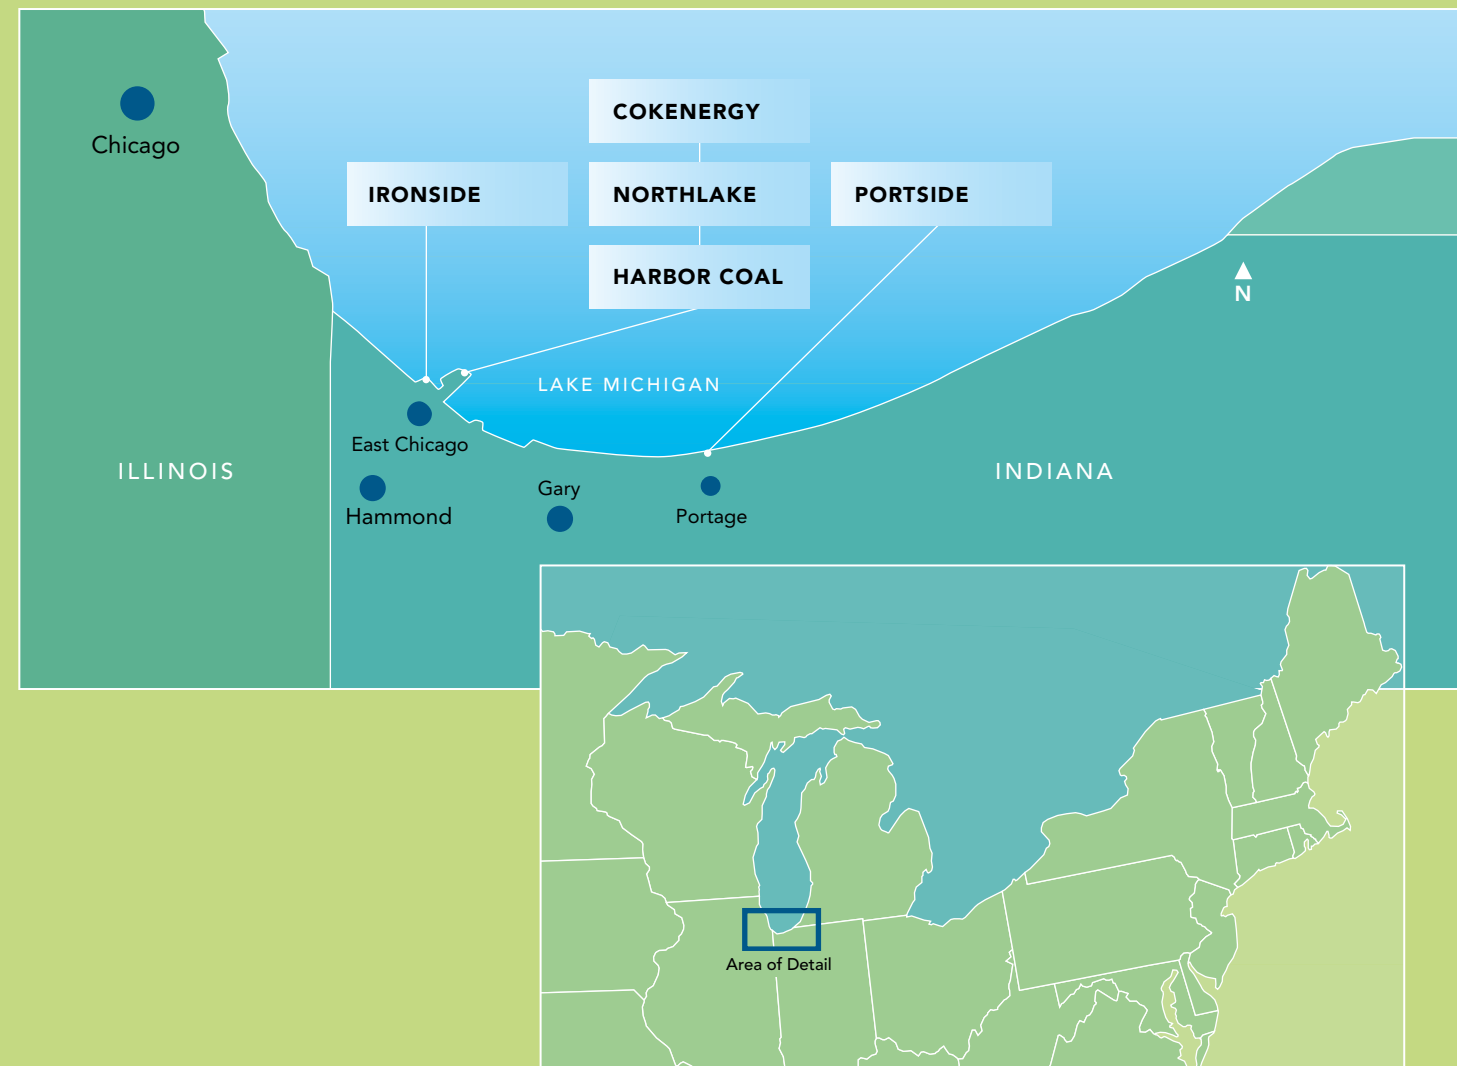 Chicago
COKENERGY
IRONSIDE
NORTHLAKE
PORTSIDE
HARBOR COAL
N
LAKE MICHIGAN
East Chicago
ILLINOIS
INDIANA
Gary
Hammond
Portage
Area of Detail